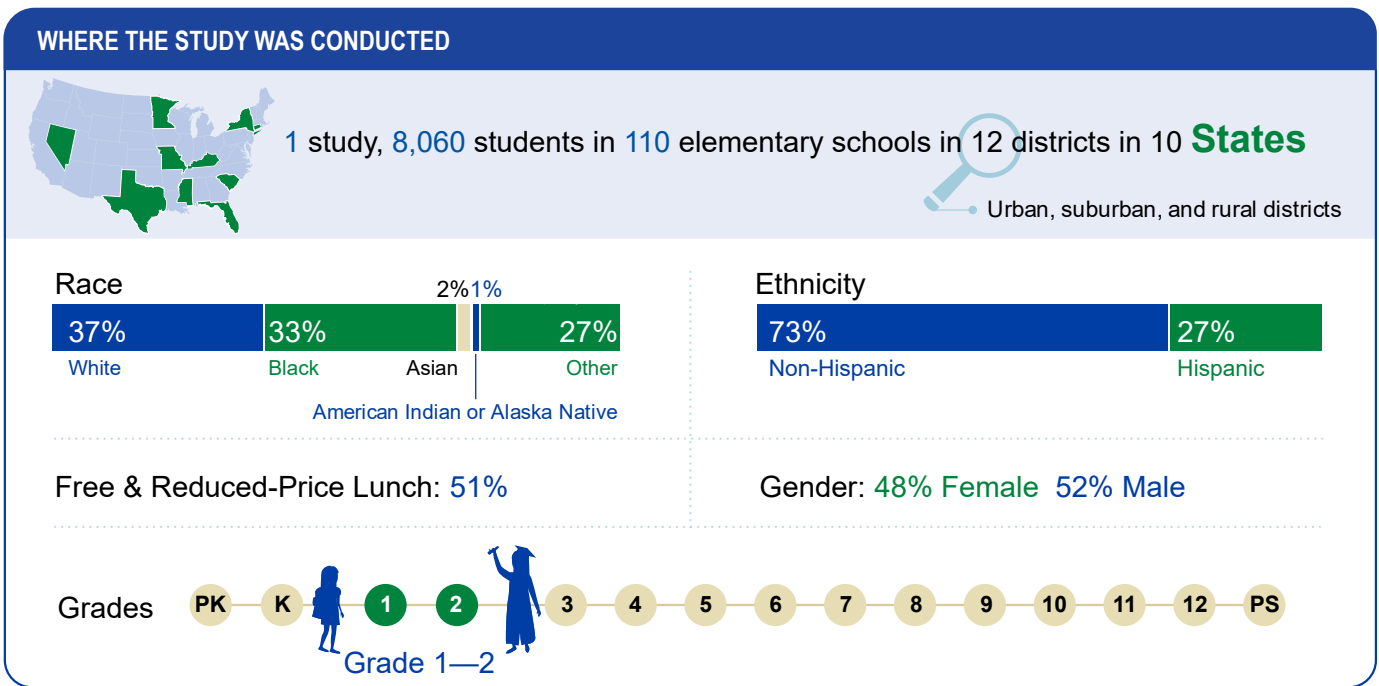 WHERE THE STUDY WAS CONDUCTED
1 study, 8,060 students in 110 elementary schools in 12 districts in 10 States
Urban, suburban, and rural districts
Race
2% 1%
37% 33% 27%
White Black Asian Other
American Indian or Alaska Native
Ethnicity
73% 27%
Non-Hispanic Hispanic
Free & Reduced-Price Lunch: 51%
Gender: 48% Female 52% Male
Grades PK K 1 2 3 4 5 6 7 8 9 10 11 12 PS
Grade 1—2